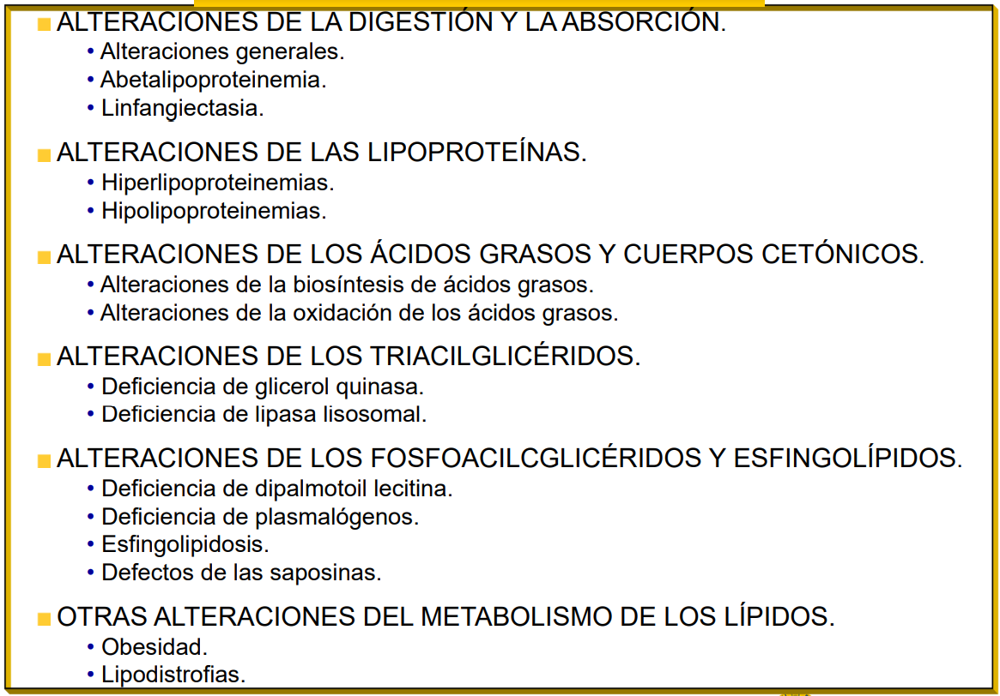 ■ ALTERACIONES DE LA DIGESTIÓN Y LA ABSORCIÓN.
• Alteraciones generales.
• Abetalipoproteinemia.
• Linfangiectasia.
■ ALTERACIONES DE LAS LIPOPROTEÍNAS.
• Hiperlipoproteinemias.
• Hipolipoproteinemias.
■ ALTERACIONES DE LOS ÁCIDOS GRASOS Y CUERPOS CETÓNICOS.
• Alteraciones de la biosíntesis de ácidos grasos.
• Alteraciones de la oxidación de los ácidos grasos.
■ ALTERACIONES DE LOS TRIACILGLICÉRIDOS.
• Deficiencia de glicerol quinasa.
• Deficiencia de lipasa lisosomal.
■ ALTERACIONES DE LOS FOSFOACILCGLICÉRIDOS Y ESFINGOLÍPIDOS.
• Deficiencia de dipalmotoil lecitina.
• Deficiencia de plasmalógenos.
• Esfingolipidosis.
• Defectos de las saposinas.
■ OTRAS ALTERACIONES DEL METABOLISMO DE LOS LÍPIDOS.
• Obesidad.
• Lipodistrofias.